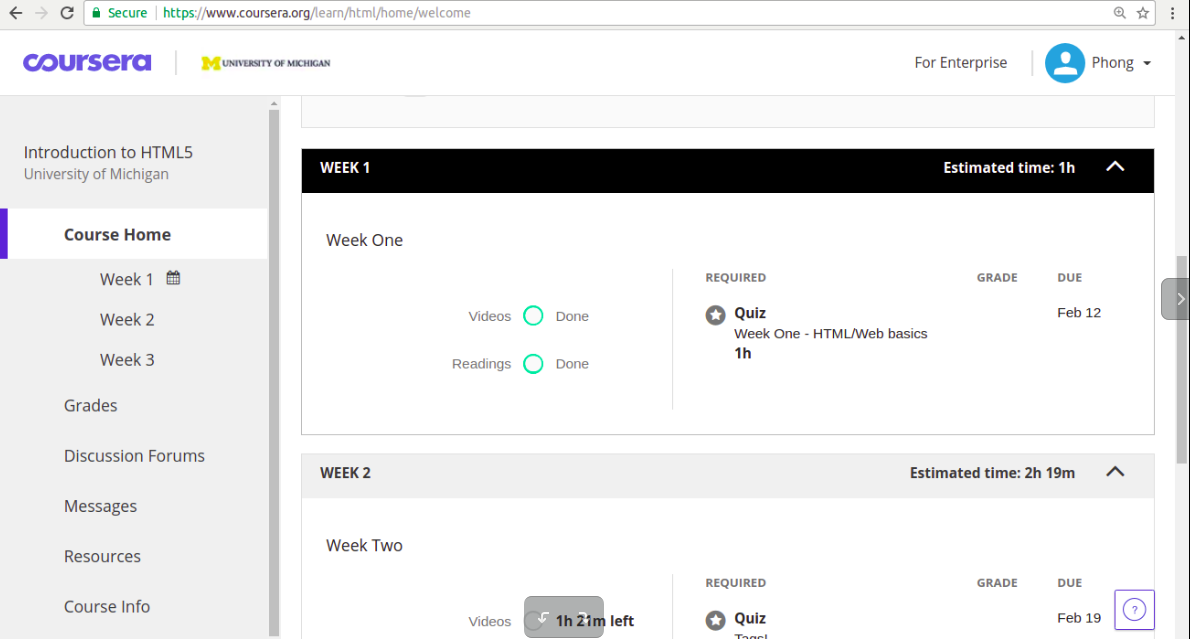 Secure https://www.coursera.org/learn/html/home/welcome
coursera
M UNIVERSITY OF MICHIGAN
For Enterprise
Phong
Introduction to HTML5
University of Michigan
Course Home
Week 1
Week 2
Week 3
Grades
Discussion Forums
Messages
Resources
Course Info
WEEK 1
Estimated time: 1h
Week One
Videos Done
Readings Done
REQUIRED GRADE DUE
Quiz Feb 12
Week One - HTML/Web basics
1h
WEEK 2
Estimated time: 2h 19m
Week Two
Videos 1h 21m left
REQUIRED GRADE DUE
Quiz Feb 19
Tags!
?